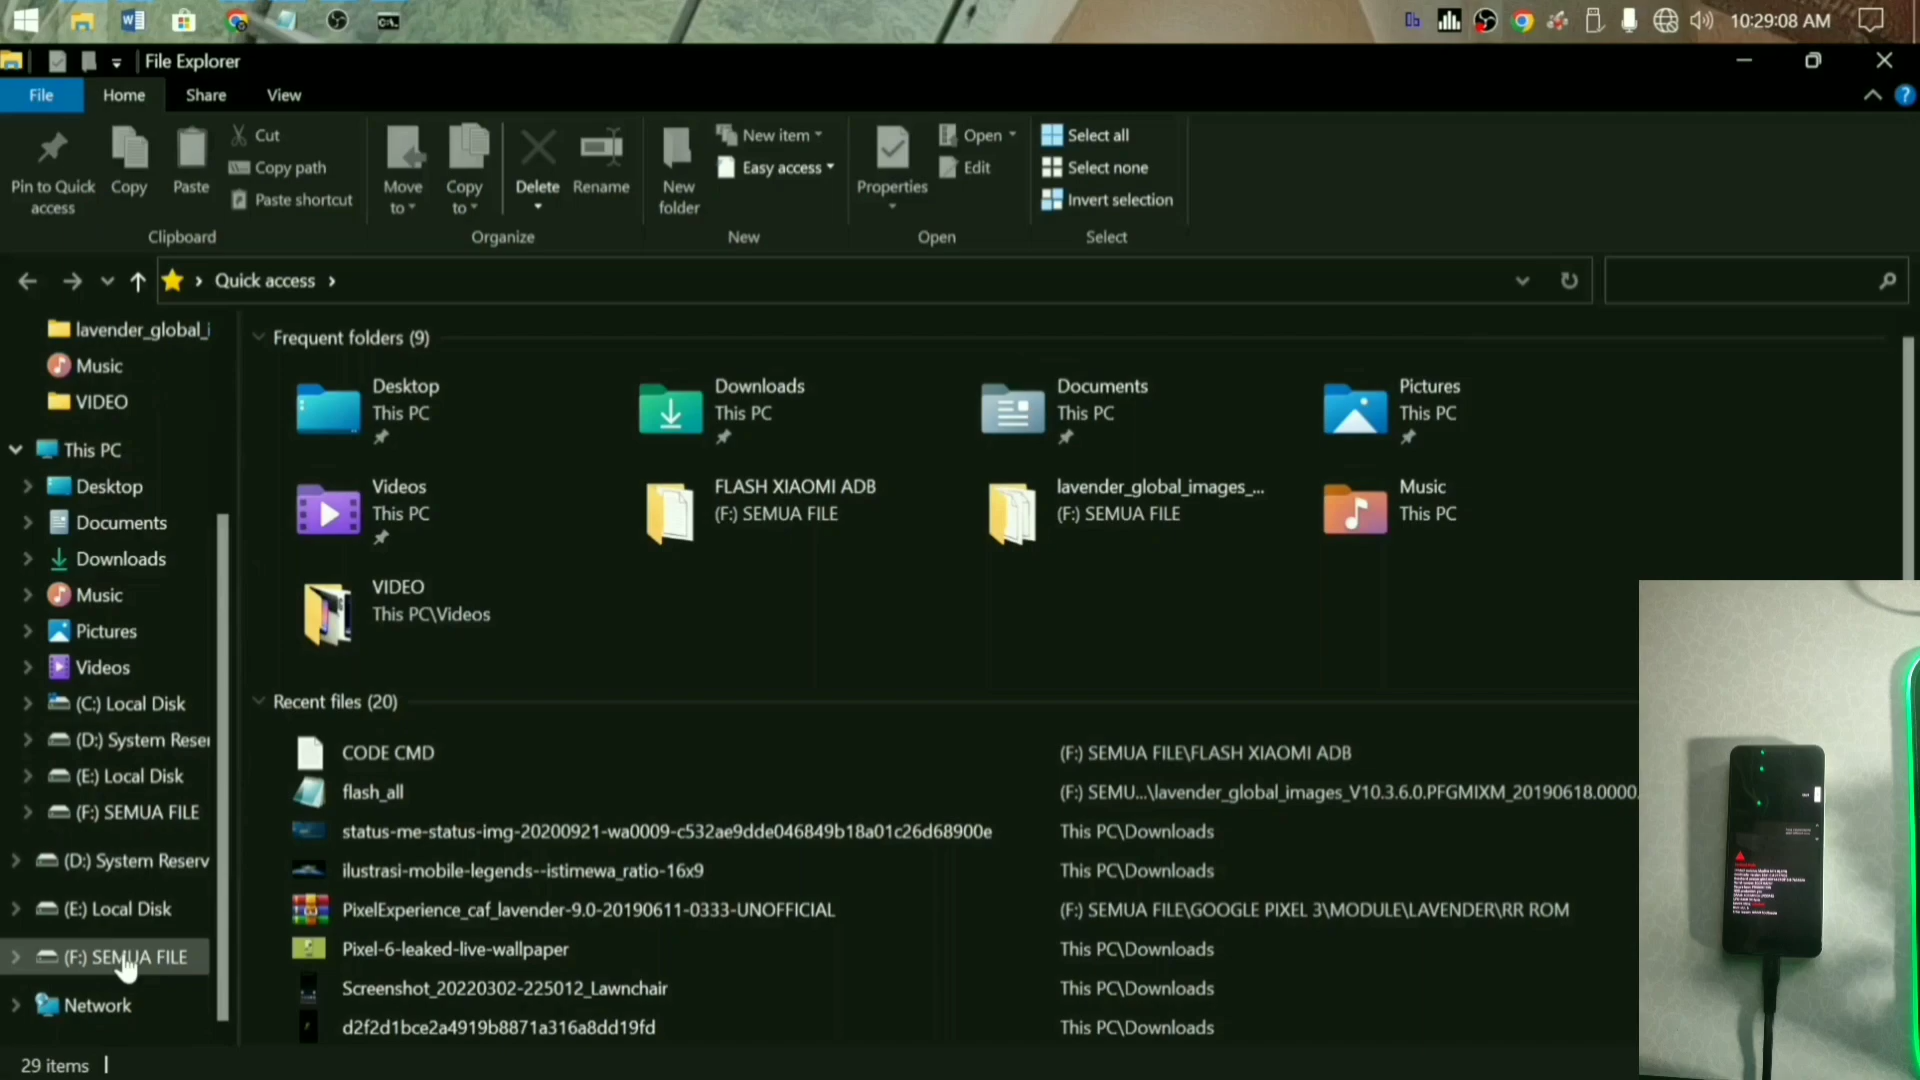 10:29:08 AM
File Explorer
File Home Share View
Pin to Quick access
Copy
Paste
Cut
Copy path
Paste shortcut
Clipboard
Move to
Copy to
Delete
Rename
Organize
New folder
New item
Easy access
New
Properties
Open
Edit
Open
Select all
Select none
Invert selection
Select
Quick access
lavender_global_i
Music
VIDEO
This PC
Desktop
Documents
Downloads
Music
Pictures
Videos
(C:) Local Disk
(D:) System Reser
(E:) Local Disk
(F:) SEMUA FILE
(D:) System Reserv
(E:) Local Disk
(F:) SEMUA FILE
Network
Frequent folders (9)
Desktop
This PC
Downloads
This PC
Documents
This PC
Pictures
This PC
Videos
This PC
FLASH XIAOMI ADB
(F:) SEMUA FILE
lavender_global_images_...
(F:) SEMUA FILE
Music
This PC
VIDEO
This PC\Videos
Recent files (20)
CODE CMD (F:) SEMUA FILE\FLASH XIAOMI ADB
flash_all (F:) SEMU...\lavender_global_images_V10.3.6.0.PFGMIXM_20190618.0000.
status-me-status-img-20200921-wa0009-c532ae9dde046849b18a01c26d68900e This PC\Downloads
ilustrasi-mobile-legends--istimewa_ratio-16x9 This PC\Downloads
PixelExperience_caf_lavender-9.0-20190611-0333-UNOFFICIAL (F:) SEMUA FILE\GOOGLE PIXEL 3\MODULE\LAVENDER\RR ROM
Pixel-6-leaked-live-wallpaper This PC\Downloads
Screenshot_20220302-225012_Lawnchair This PC\Downloads
d2f2d1bce2a4919b8871a316a8dd19fd This PC\Downloads
29 items